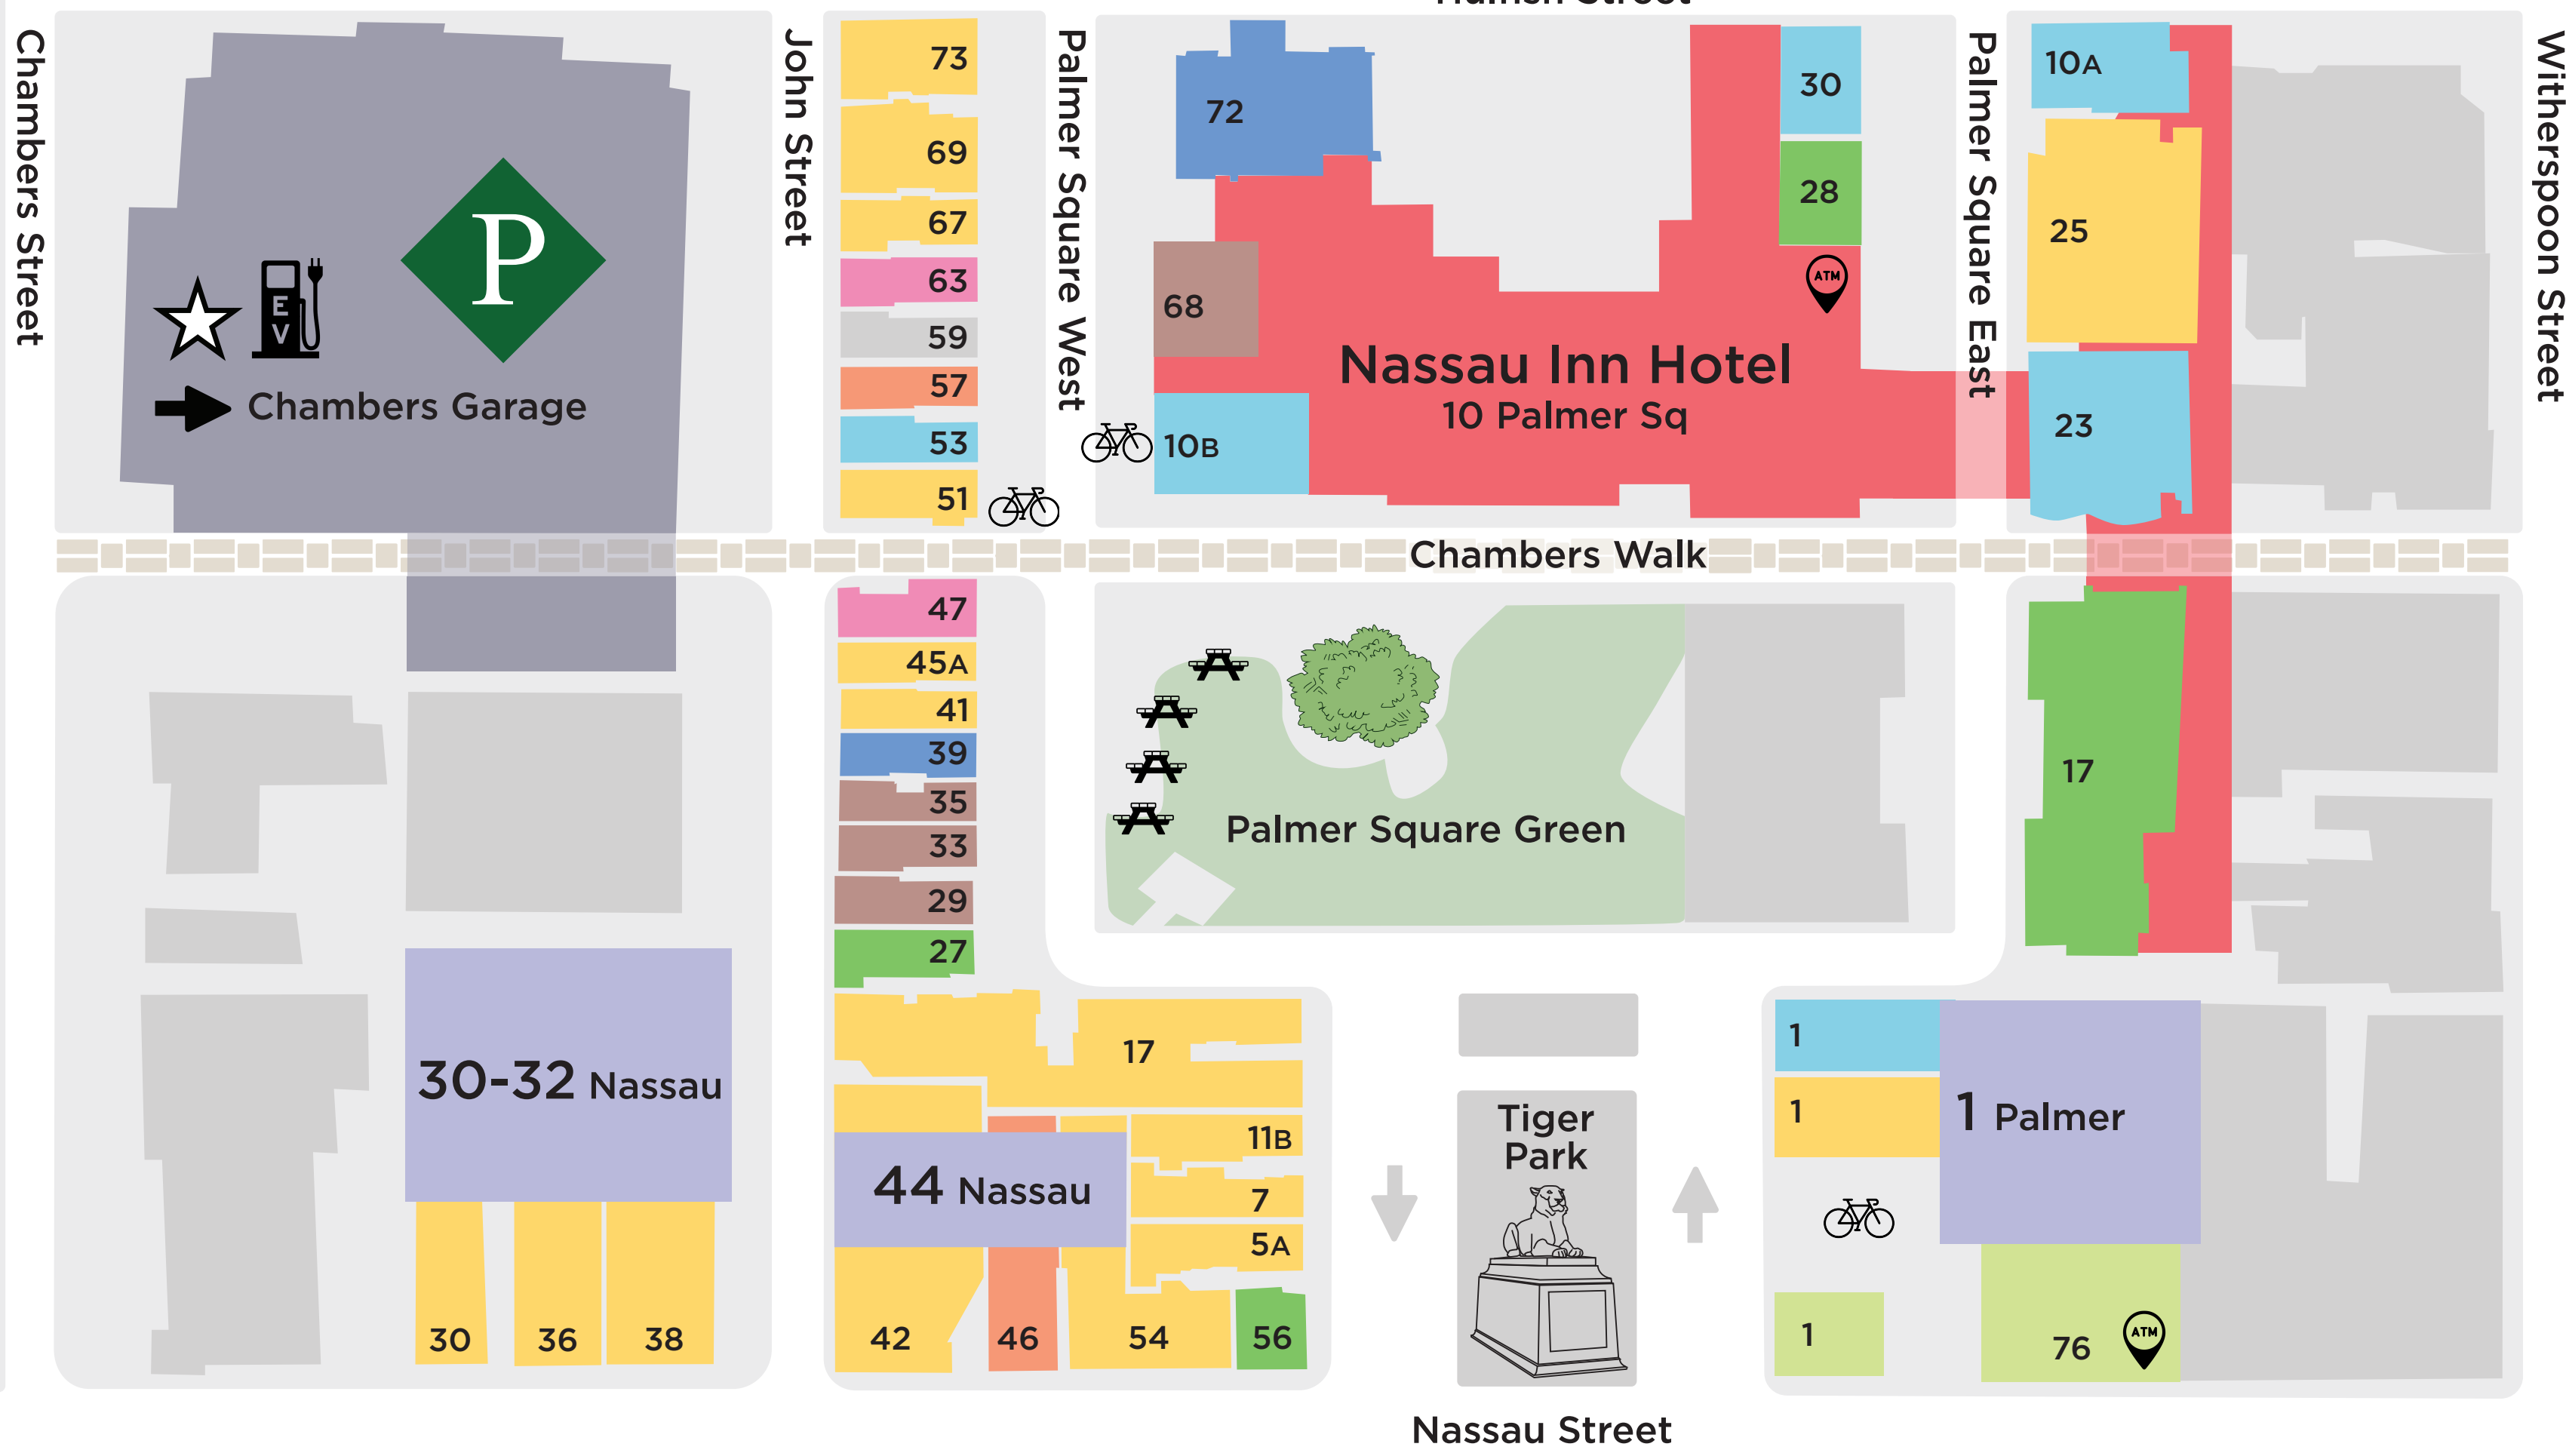 Chambers Street
P
E
V
Chambers Garage
John Street
73
69
67
63
59
57
53
51
Palmer Square West
72
68
10B
Nassau Inn Hotel
10 Palmer Sq
30
28
ATM
Palmer Square East
10A
25
23
Witherspoon Street
Chambers Walk
47
45A
41
39
35
33
29
27
Palmer Square Green
17
30-32 Nassau
30
36
38
17
11B
7
5A
44 Nassau
42
46
54
56
Tiger
Park
1
1
1 Palmer
1
76
ATM
Nassau Street